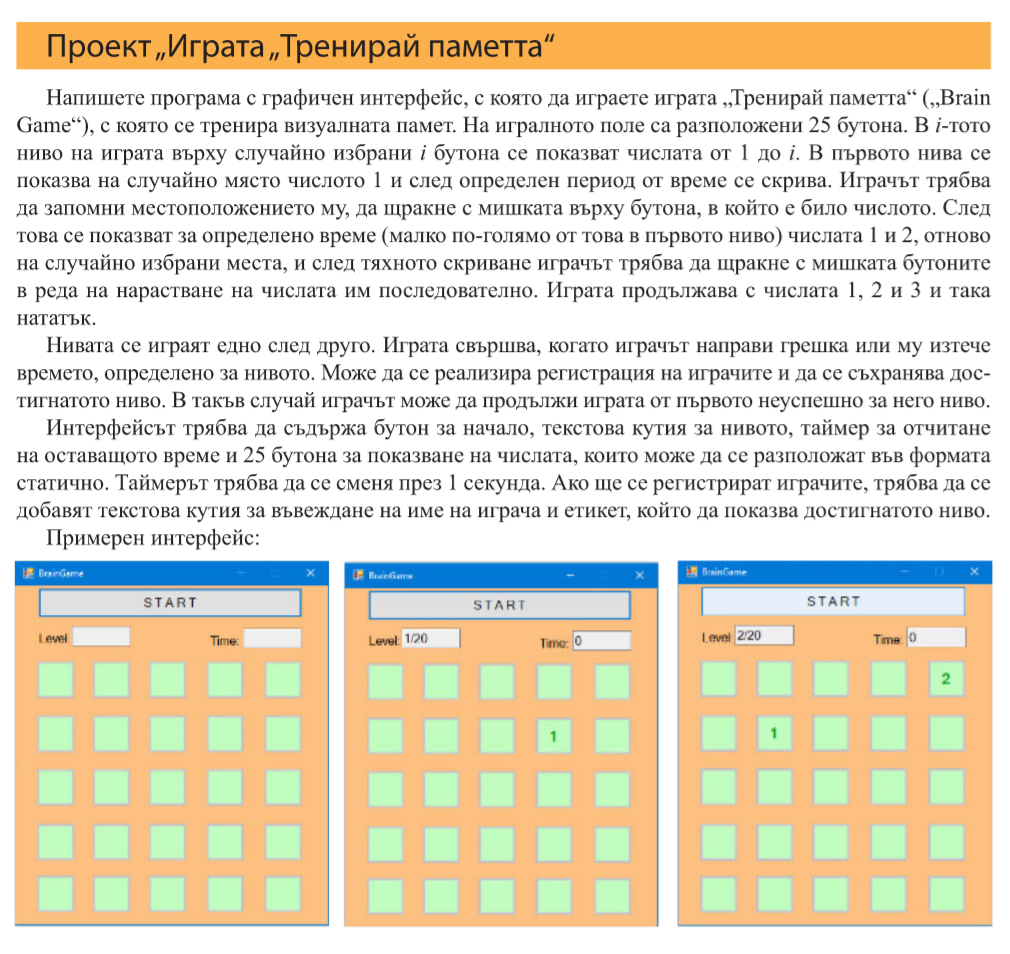 Проект „Играта „Тренирай паметта“
Напишете програма с графичен интерфейс, с която да играете играта „Тренирай паметта“ („Brain
Game“), с която се тренира визуалната памет. На игралното поле са разположени 25 бутона. В i-тото
ниво на играта върху случайно избрани i бутона се показват числата от 1 до i. В първото нива се
показва на случайно място числото 1 и след определен период от време се скрива. Играчът трябва
да запомни местоположението му, да щракне с мишката върху бутона, в който е било числото. След
това се показват за определено време (малко по-голямо от това в първото ниво) числата 1 и 2, отново
на случайно избрани места, и след тяхното скриване играчът трябва да щракне с мишката бутоните
в реда на нарастване на числата им последователно. Играта продължава с числата 1, 2 и 3 и така
нататък.
Нивата се играят едно след друго. Играта свършва, когато играчът направи грешка или му изтече
времето, определено за нивото. Може да се реализира регистрация на играчите и да се съхранява дос-
тигнатото ниво. В такъв случай играчът може да продължи играта от първото неуспешно за него ниво.
Интерфейсът трябва да съдържа бутон за начало, текстова кутия за нивото, таймер за отчитане
на оставащото време и 25 бутона за показване на числата, които може да се разположат във формата
статично. Таймерът трябва да се сменя през 1 секунда. Ако ще се регистрират играчите, трябва да се
добавят текстова кутия за въвеждане на име на играча и етикет, който да показва достигнатото ниво.
Примерен интерфейс:
BrainGame
START
Level:
Time:
BrainGame
START
Level: 1/20
Time: 0
1
BrainGame
START
Level: 2/20
Time: 0
2
1